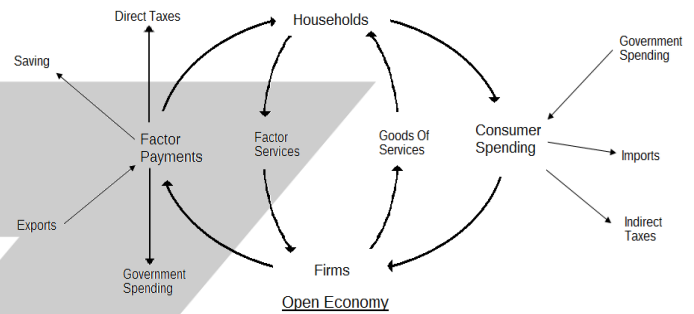 Direct Taxes
Households
Government
Spending
Saving
Factor
Payments
Factor
Services
Goods Of
Services
Consumer
Spending
Imports
Exports
Indirect
Taxes
Government
Spending
Firms
Open Economy